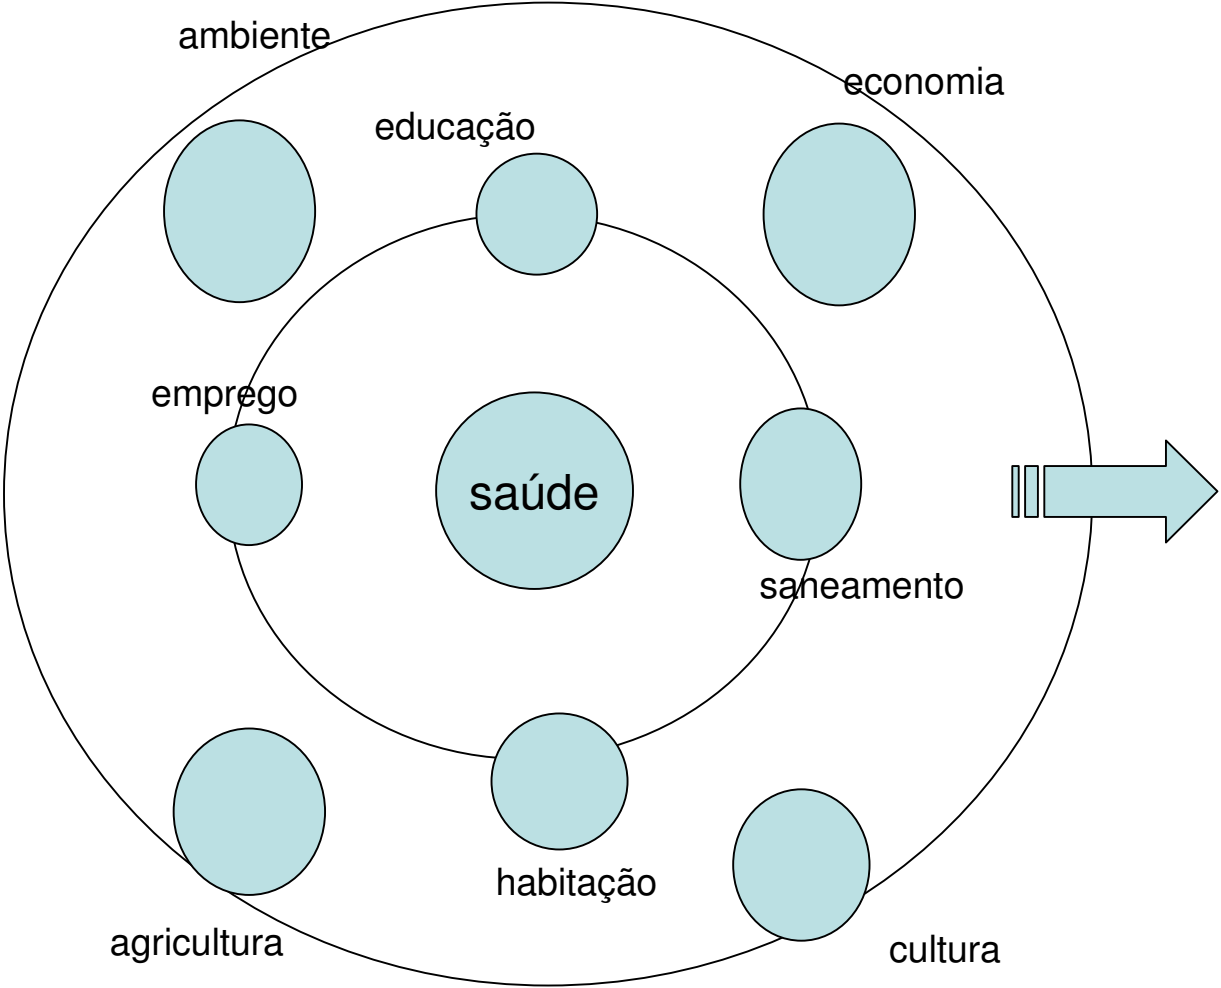 ambiente
economia
educação
emprego
saúde
saneamento
habitação
agricultura
cultura